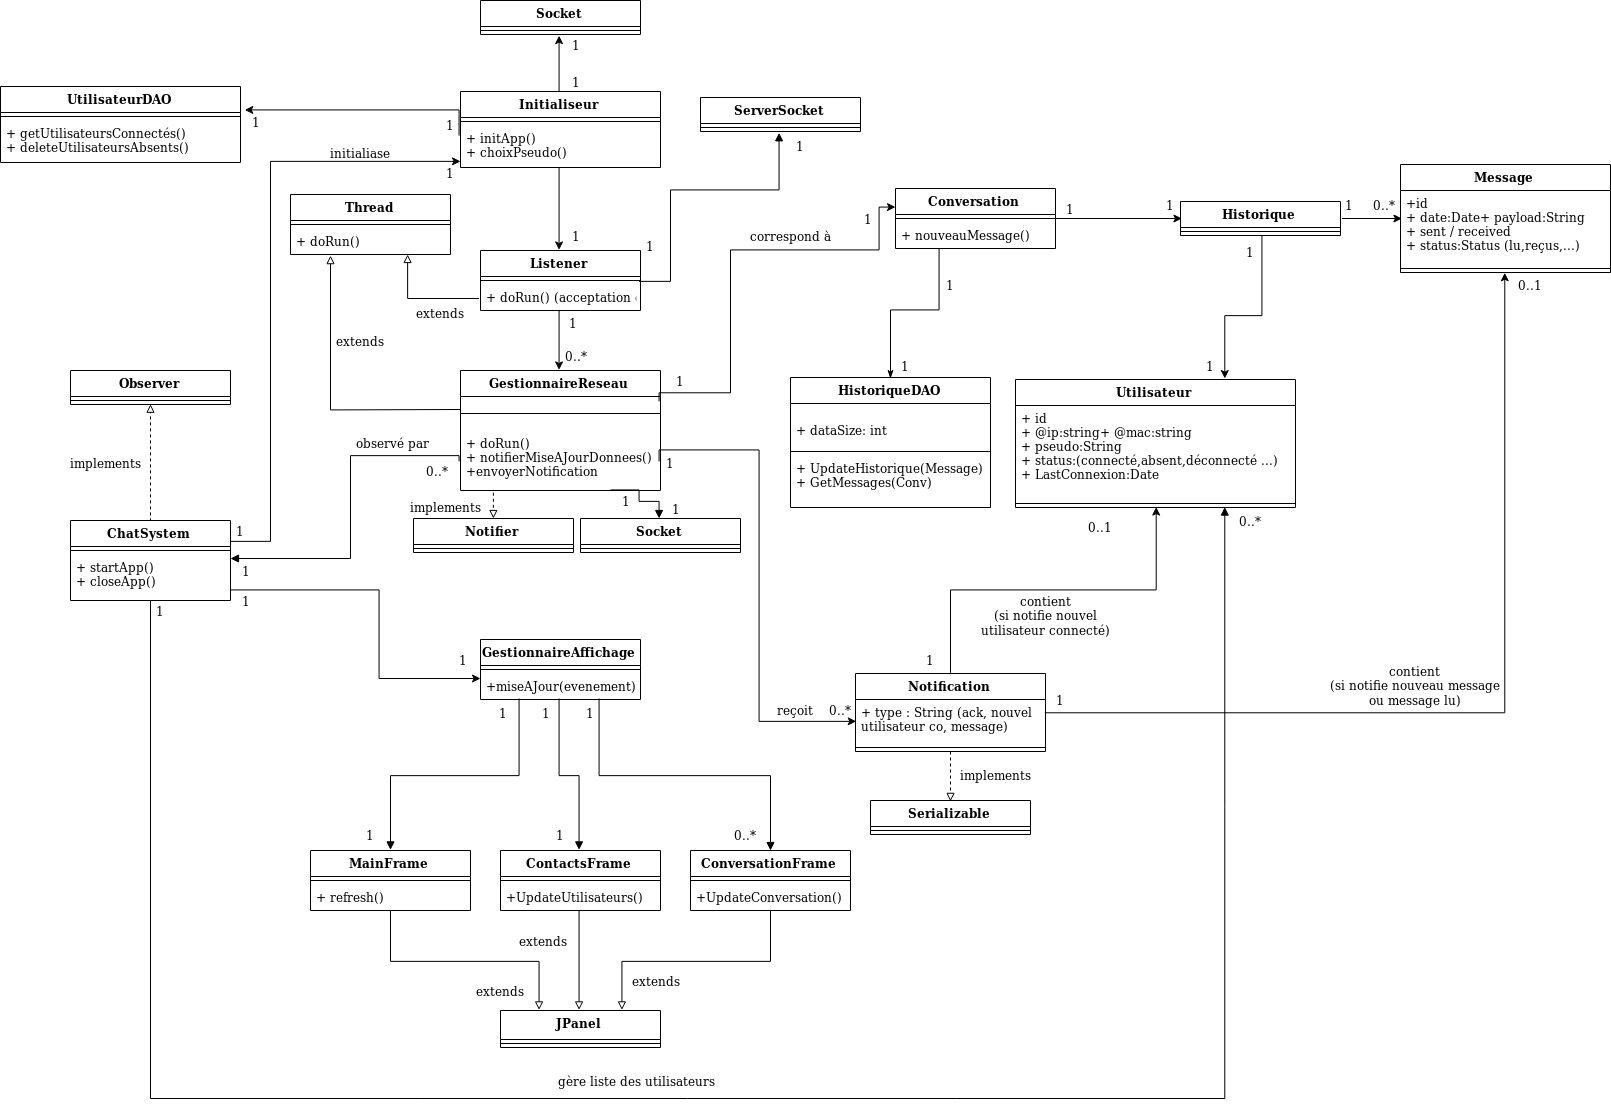 Socket
1
1
UtilisateurDAO
+ getUtilisateursConnectés()
+ deleteUtilisateursAbsents()
1
1
Initialiseur
+ initApp()
+ choixPseudo()
initialiase
1
ServerSocket
1
Thread
+ doRun()
1
1
Listener
+ doRun() (acceptation
extends
extends
1
0..*
Conversation
+ nouveauMessage()
correspond à
1
1
1
Historique
1
0..*
Message
+id
+ date:Date+ payload:String
+ sent / received
+ status:Status (lu,reçus,...)
0..1
1
1
1
1
Observer
implements
GestionnaireReseau
+ doRun()
+ notifierMiseAJourDonnees()
+envoyerNotification
1
1
observé par
0..*
implements
1
1
Notifier
Socket
HistoriqueDAO
+ dataSize: int
+ UpdateHistorique(Message)
+ GetMessages(Conv)
Utilisateur
+ id
+ @ip:string+ @mac:string
+ pseudo:String
+ status:(connecté,absent,déconnecté ...)
+ LastConnexion:Date
0..1
0..*
ChatSystem
+ startApp()
+ closeApp()
1
1
1
1
contient
(si notifie nouvel
utilisateur connecté)
1
GestionnaireAffichage
+miseAJour(evenement)
1
1
1
1
reçoit
0..*
Notification
+ type : String (ack, nouvel
utilisateur co, message)
1
contient
(si notifie nouveau message
ou message lu)
implements
Serializable
1
1
0..*
MainFrame
+ refresh()
ContactsFrame
+UpdateUtilisateurs()
ConversationFrame
+UpdateConversation()
extends
extends
extends
JPanel
gère liste des utilisateurs